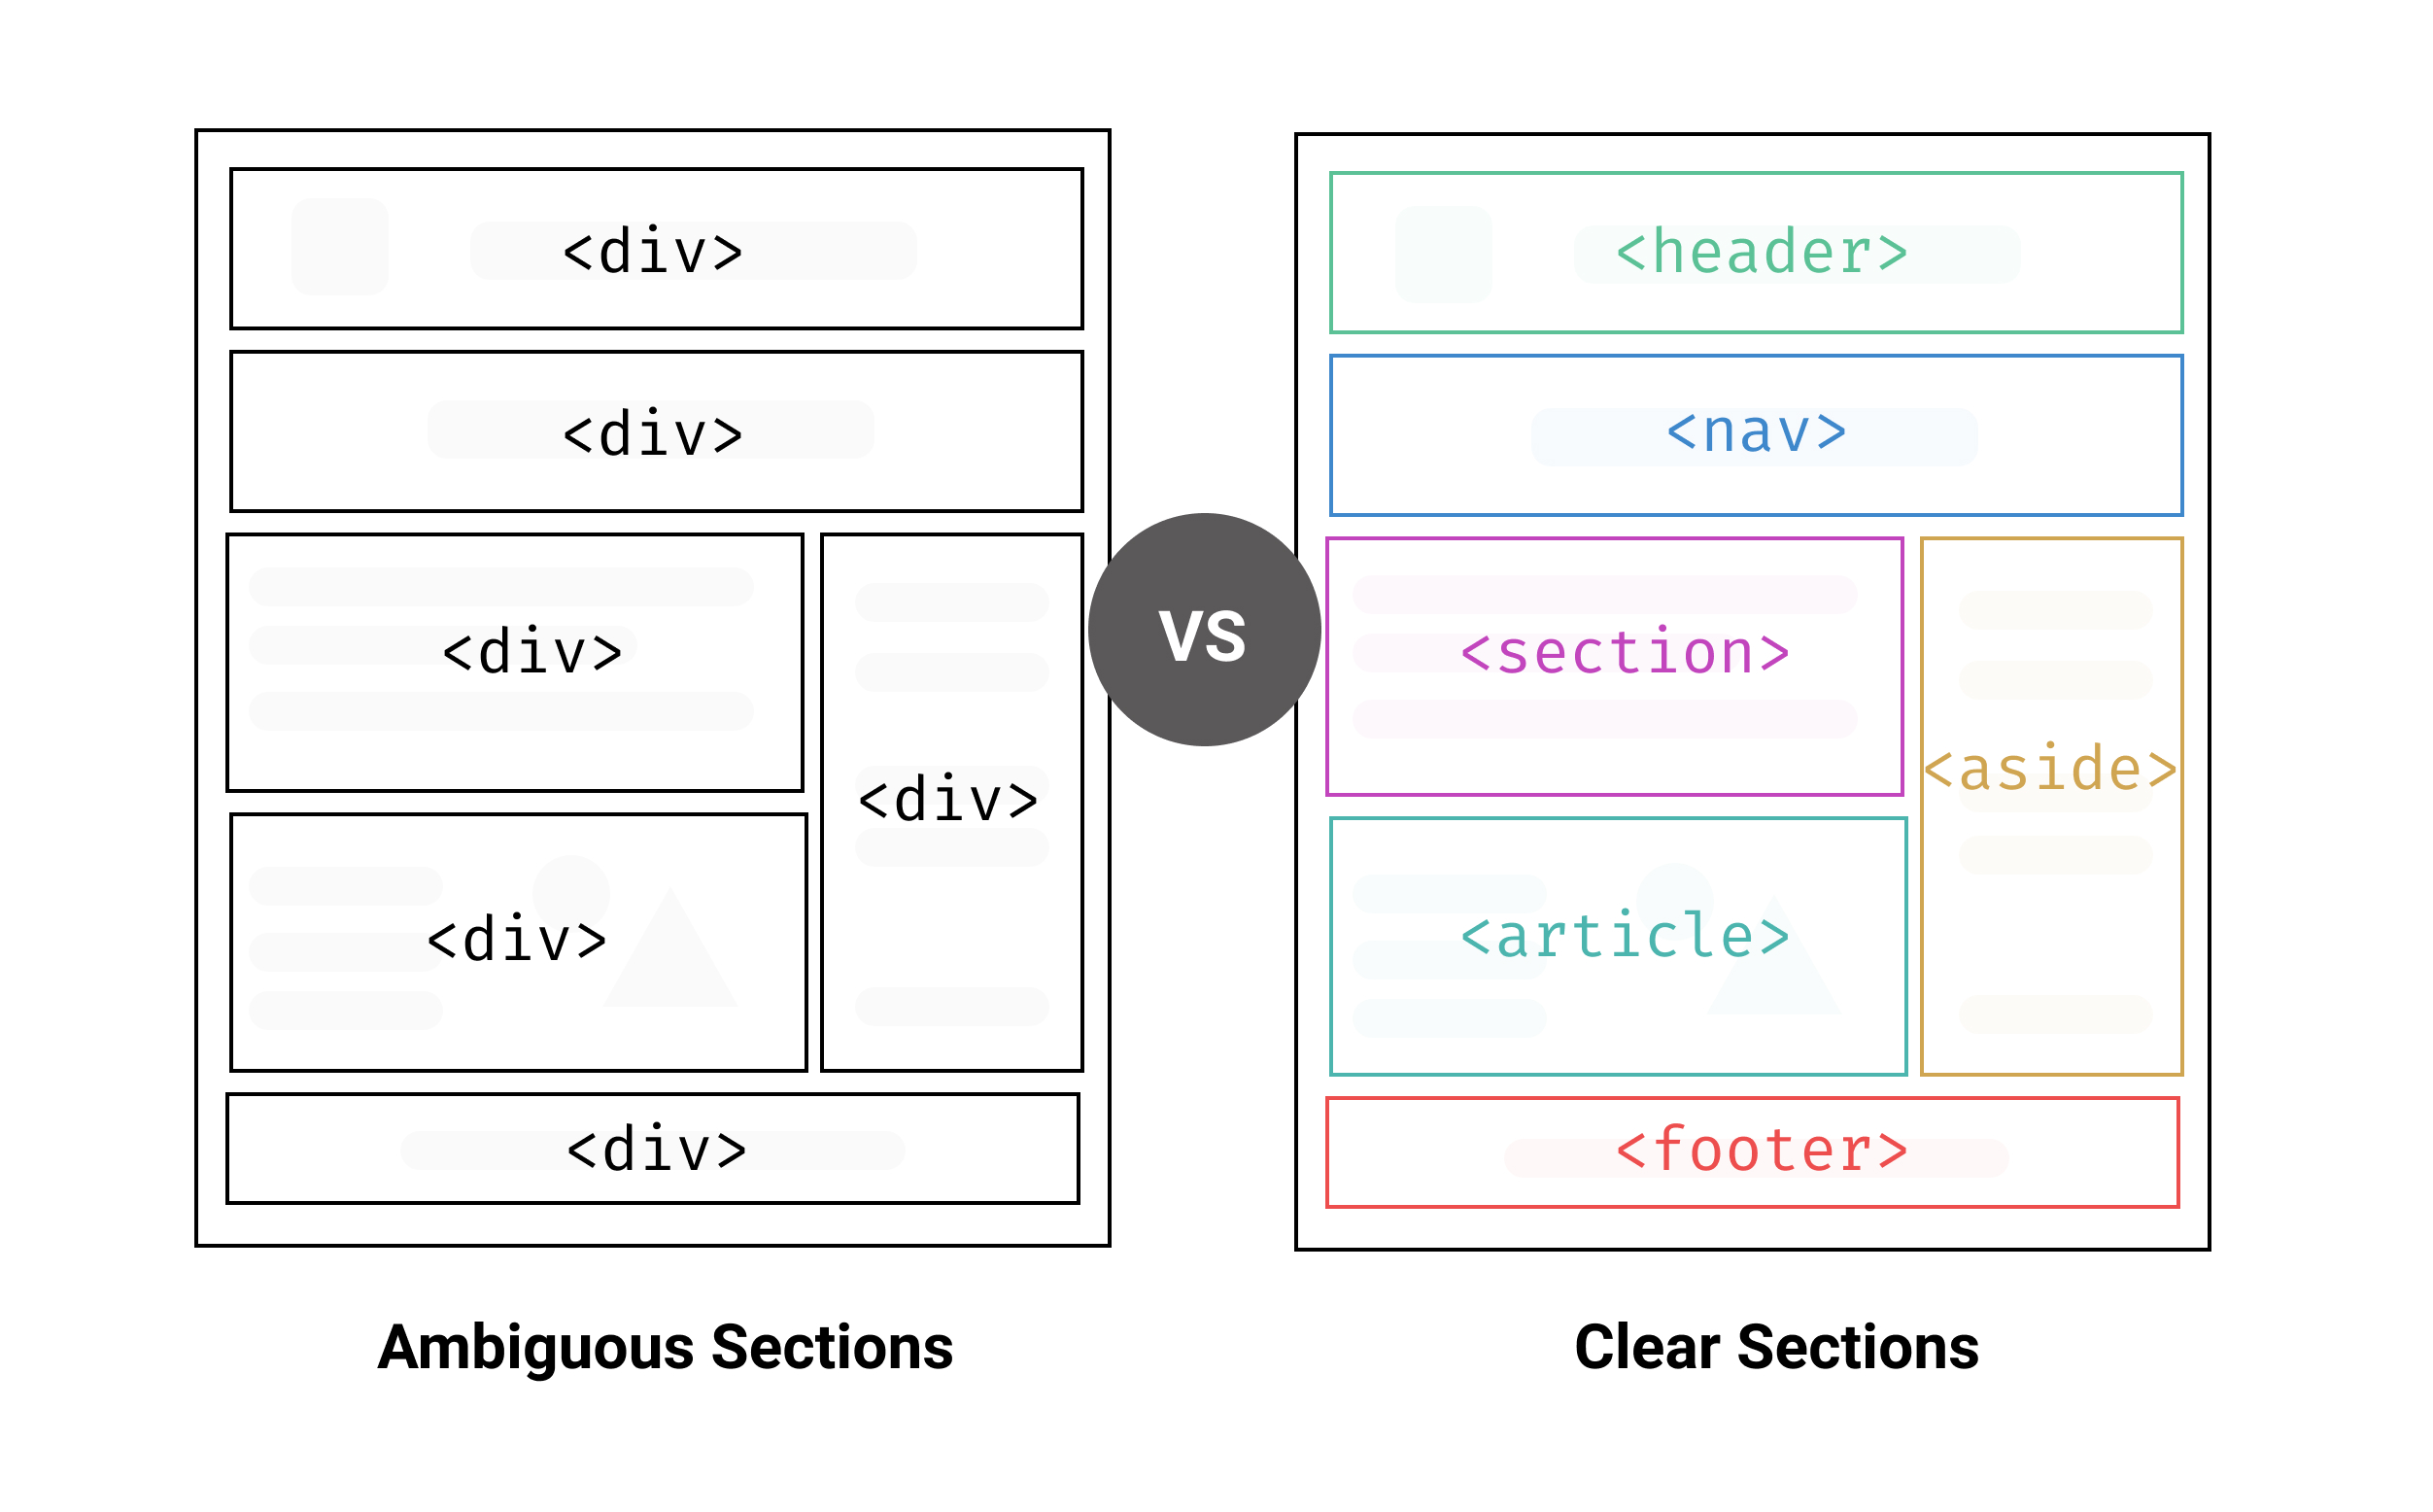 <div>
<div>
<div>
<div>
<div>
<div>
Ambiguous Sections
VS
<header>
<nav>
<section>
<aside>
<article>
<footer>
Clear Sections